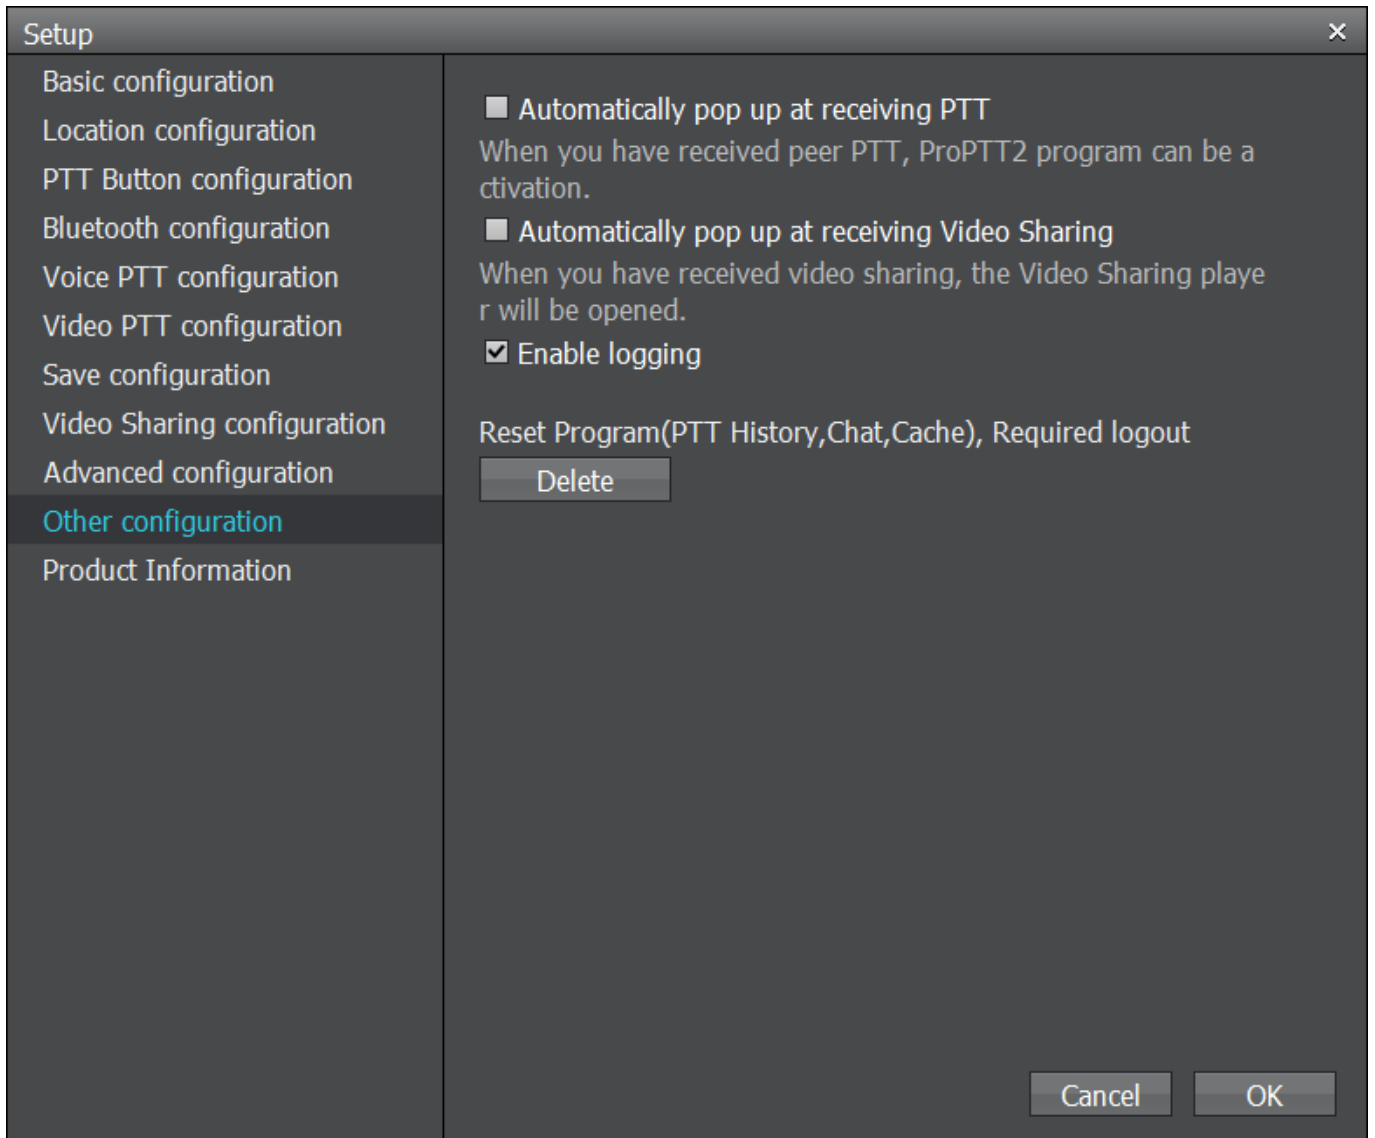 Setup
Basic configuration
Location configuration
PTT Button configuration
Bluetooth configuration
Voice PTT configuration
Video PTT configuration
Save configuration
Video Sharing configuration
Advanced configuration
Other configuration
Product Information
Automatically pop up at receiving PTT
When you have received peer PTT, ProPTT2 program can be a
ctivation.
Automatically pop up at receiving Video Sharing
When you have received video sharing, the Video Sharing playe
r will be opened.
Enable logging
Reset Program(PTT History,Chat,Cache), Required logout
Delete
Cancel
OK